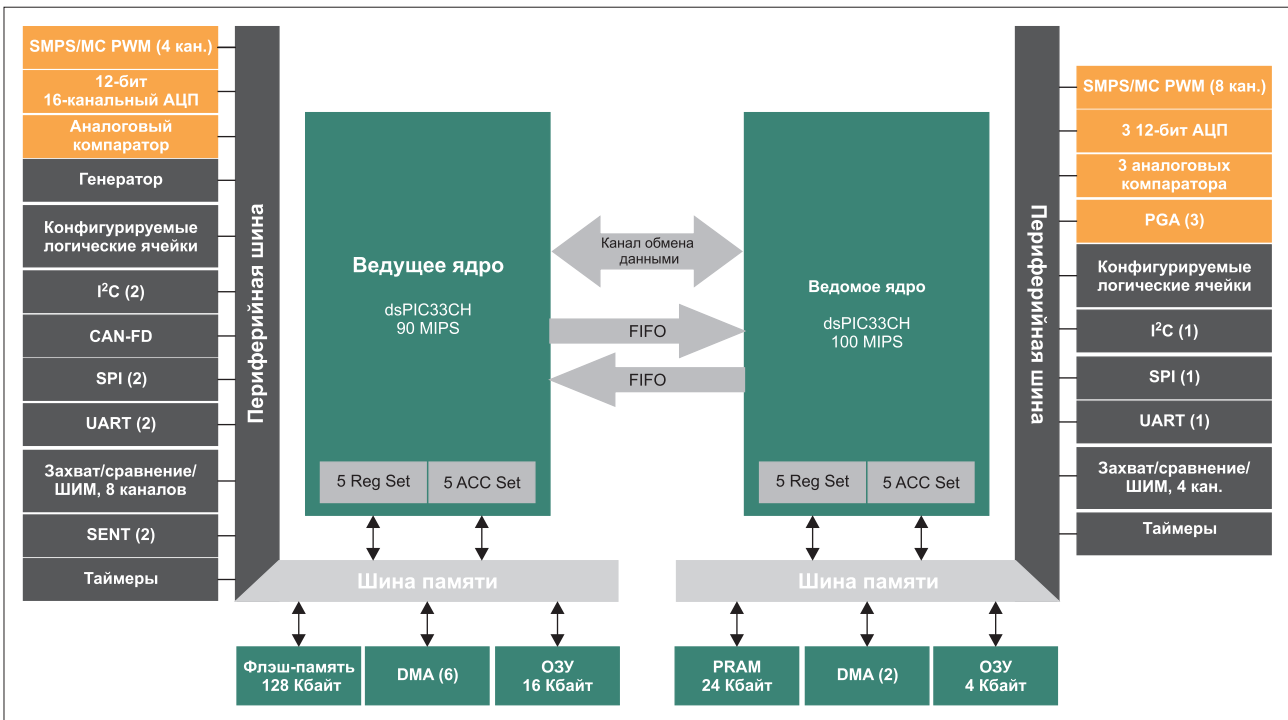 SMPS/MC PWM (4 кан.)
12-бит
16-канальный АЦП
Аналоговый
компаратор
Генератор
Конфигурируемые
логические ячейки
I²C (2)
CAN-FD
SPI (2)
UART (2)
Захват/сравнение/
ШИМ, 8 каналов
SENT (2)
Таймеры
Периферийная шина
Ведущее ядро
dsPIC33CH
90 MIPS
5 Reg Set
5 ACC Set
Канал обмена
данными
FIFO
FIFO
Ведомое ядро
dsPIC33CH
100 MIPS
5 Reg Set
5 ACC Set
Периферийная шина
SMPS/MC PWM (8 кан.)
3 12-бит АЦП
3 аналоговых
компаратора
PGA (3)
Конфигурируемые
логические ячейки
I²C (1)
SPI (1)
UART (1)
Захват/сравнение/
ШИМ, 4 кан.
Таймеры
Шина памяти
Шина памяти
Флэш-память
128 Кбайт
DMA (6)
ОЗУ
16 Кбайт
PRAM
24 Кбайт
DMA (2)
ОЗУ
4 Кбайт